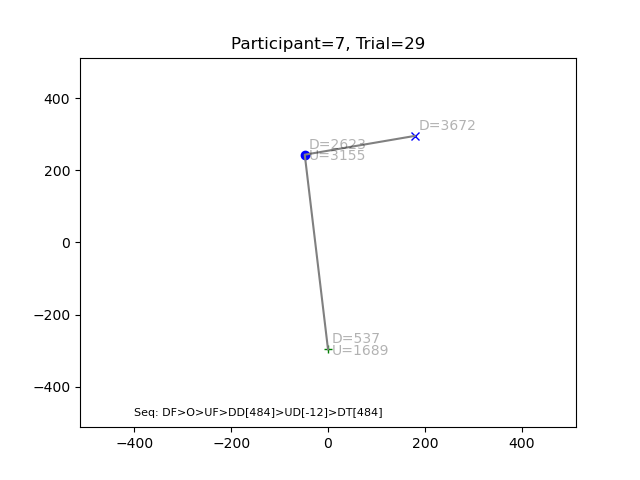 Participant=7, Trial=29
400
200
0
−200
−400
D=3672
D=2623
U=3155
D=537
U=1689
Seq: DF>O>UF>DD[484]>UD[-12]>DT[484]
−400
−200
0
200
400